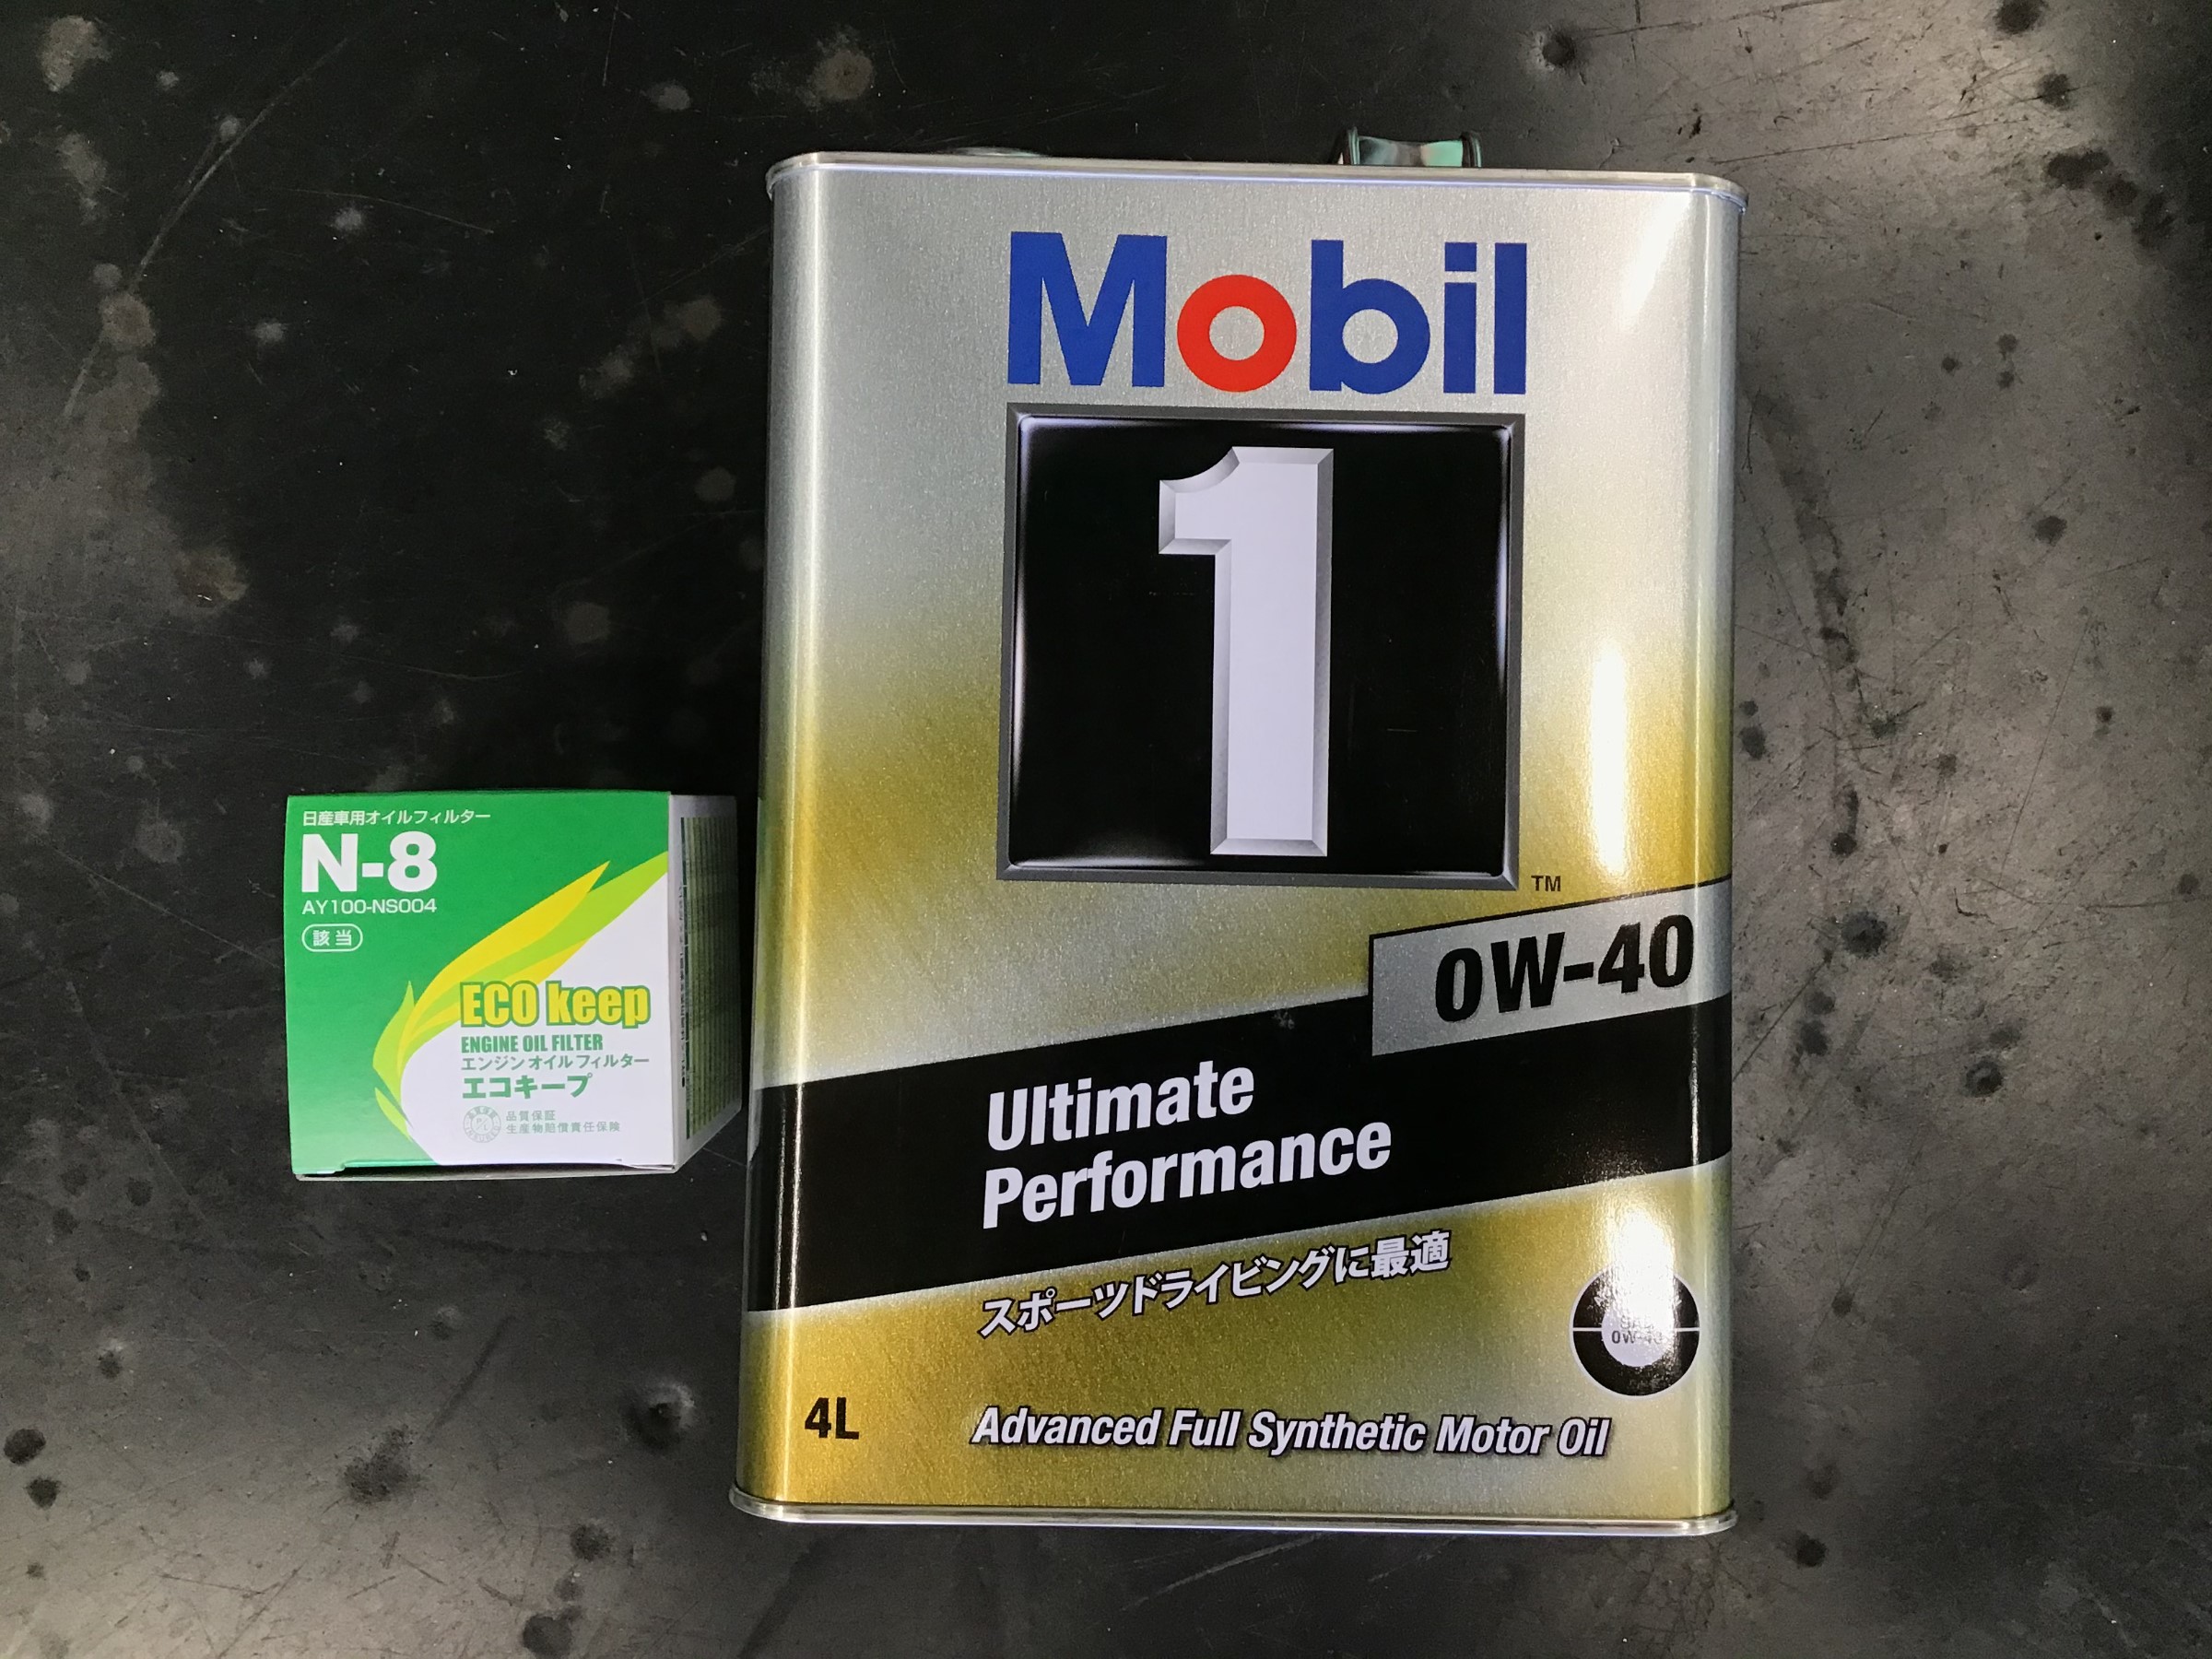 日産車用オイルフィルター
N-8
AY100-NS004
該当
ECO keep
ENGINE OIL FILTER
エンジン オイル フィルター
エコキープ
品質保証
生産物賠償責任保険
Mobil
1
TM
0W-40
Ultimate
Performance
スポーツドライビングに最適
SAE
0W-40
4L
Advanced Full Synthetic Motor Oil